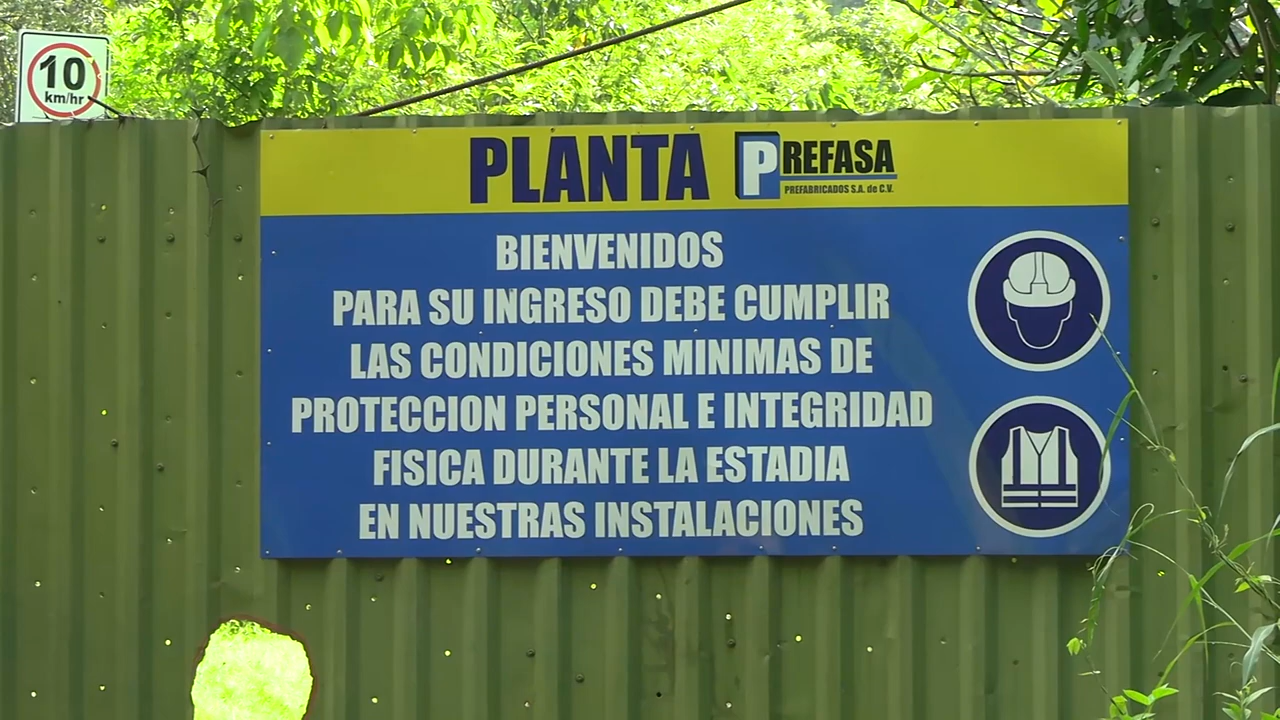 10
km/hr
PLANTA PREFASA
PREFABRICADOS S.A. de C.V.
BIENVENIDOS
PARA SU INGRESO DEBE CUMPLIR
LAS CONDICIONES MINIMAS DE
PROTECCION PERSONAL E INTEGRIDAD
FISICA DURANTE LA ESTADIA
EN NUESTRAS INSTALACIONES